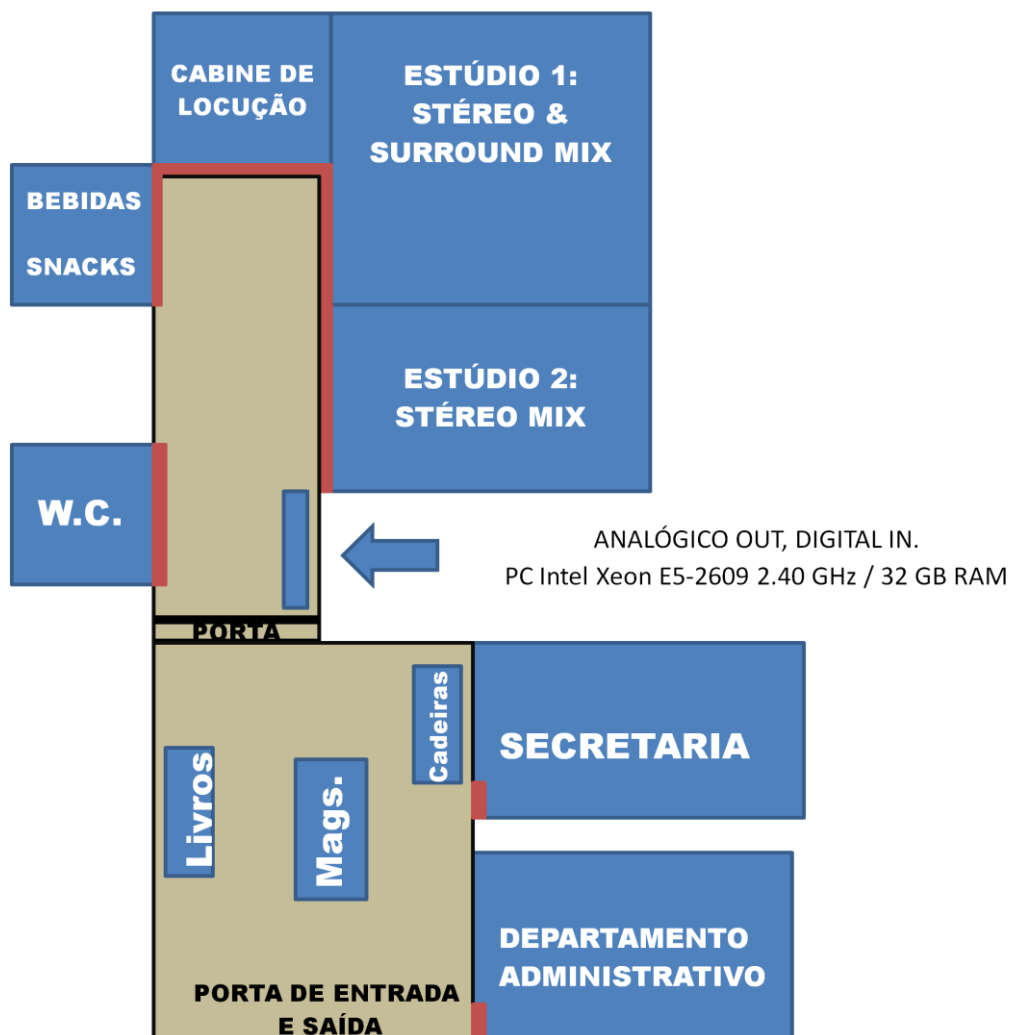 CABINE DE
LOCUÇÃO
ESTÚDIO 1:
STÉREO &
SURROUND MIX
BEBIDAS
SNACKS
ESTÚDIO 2:
STÉREO MIX
W.C.
ANALÓGICO OUT, DIGITAL IN.
PC Intel Xeon E5-2609 2.40 GHz / 32 GB RAM
PORTA
Cadeiras
SECRETARIA
Livros
Mags.
DEPARTAMENTO
ADMINISTRATIVO
PORTA DE ENTRADA
E SAÍDA